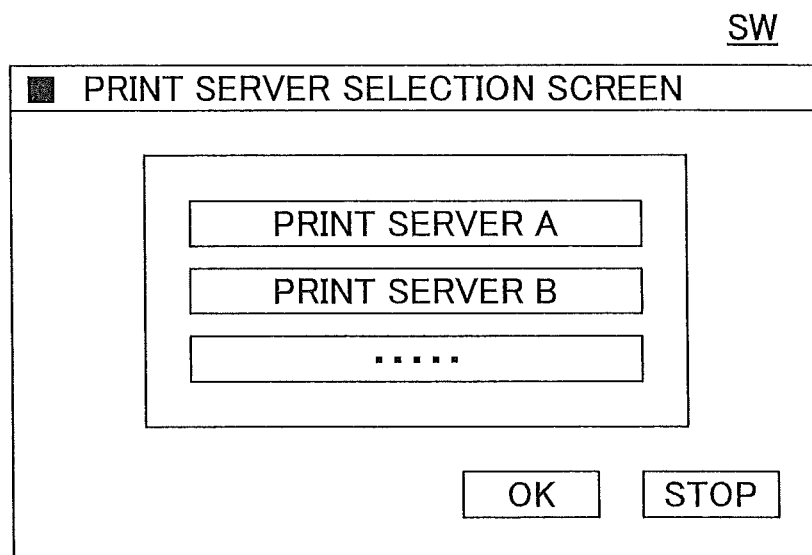 SW
PRINT SERVER SELECTION SCREEN
PRINT SERVER A
PRINT SERVER B
.....
OK STOP